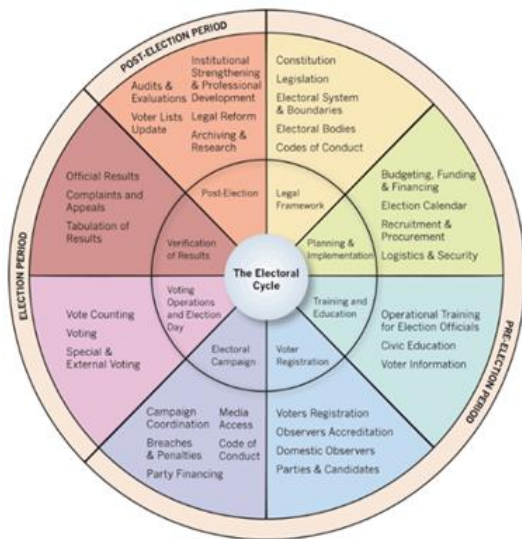 POST-ELECTION PERIOD
Institutional
Strengthening
& Professional
Development
Audits &
Evaluations
Voter Lists
Update
Legal Reform
Archiving &
Research
Post-Election
Constitution
Legislation
Electoral System
& Boundaries
Electoral Bodies
Codes of Conduct
Legal
Framework
Budgeting, Funding
& Financing
Election Calendar
Recruitment &
Procurement
Logistics & Security
Planning &
Implementation
PRE-ELECTION PERIOD
Operational Training
for Election Officials
Civic Education
Voter Information
Training and
Education
Voters Registration
Observers Accreditation
Domestic Observers
Parties & Candidates
Voter
Registration
Campaign
Coordination
Media
Access
Breaches
& Penalties
Code of
Conduct
Party Financing
Electoral
Campaign
Vote Counting
Voting
Special &
External Voting
Voting
Operations
and Election
Day
ELECTION PERIOD
Official Results
Complaints and
Appeals
Tabulation of
Results
Verification
of Results
The Electoral
Cycle